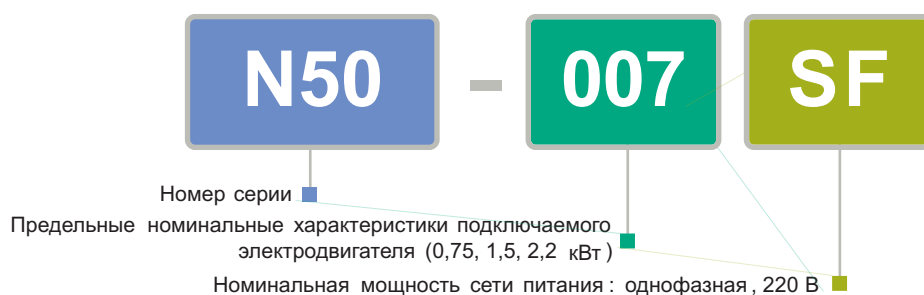 N50 - 007 SF
Номер серии
Предельные номинальные характеристики подключаемого
электродвигателя (0,75, 1,5, 2,2 кВт)
Номинальная мощность сети питания: однофазная, 220 В